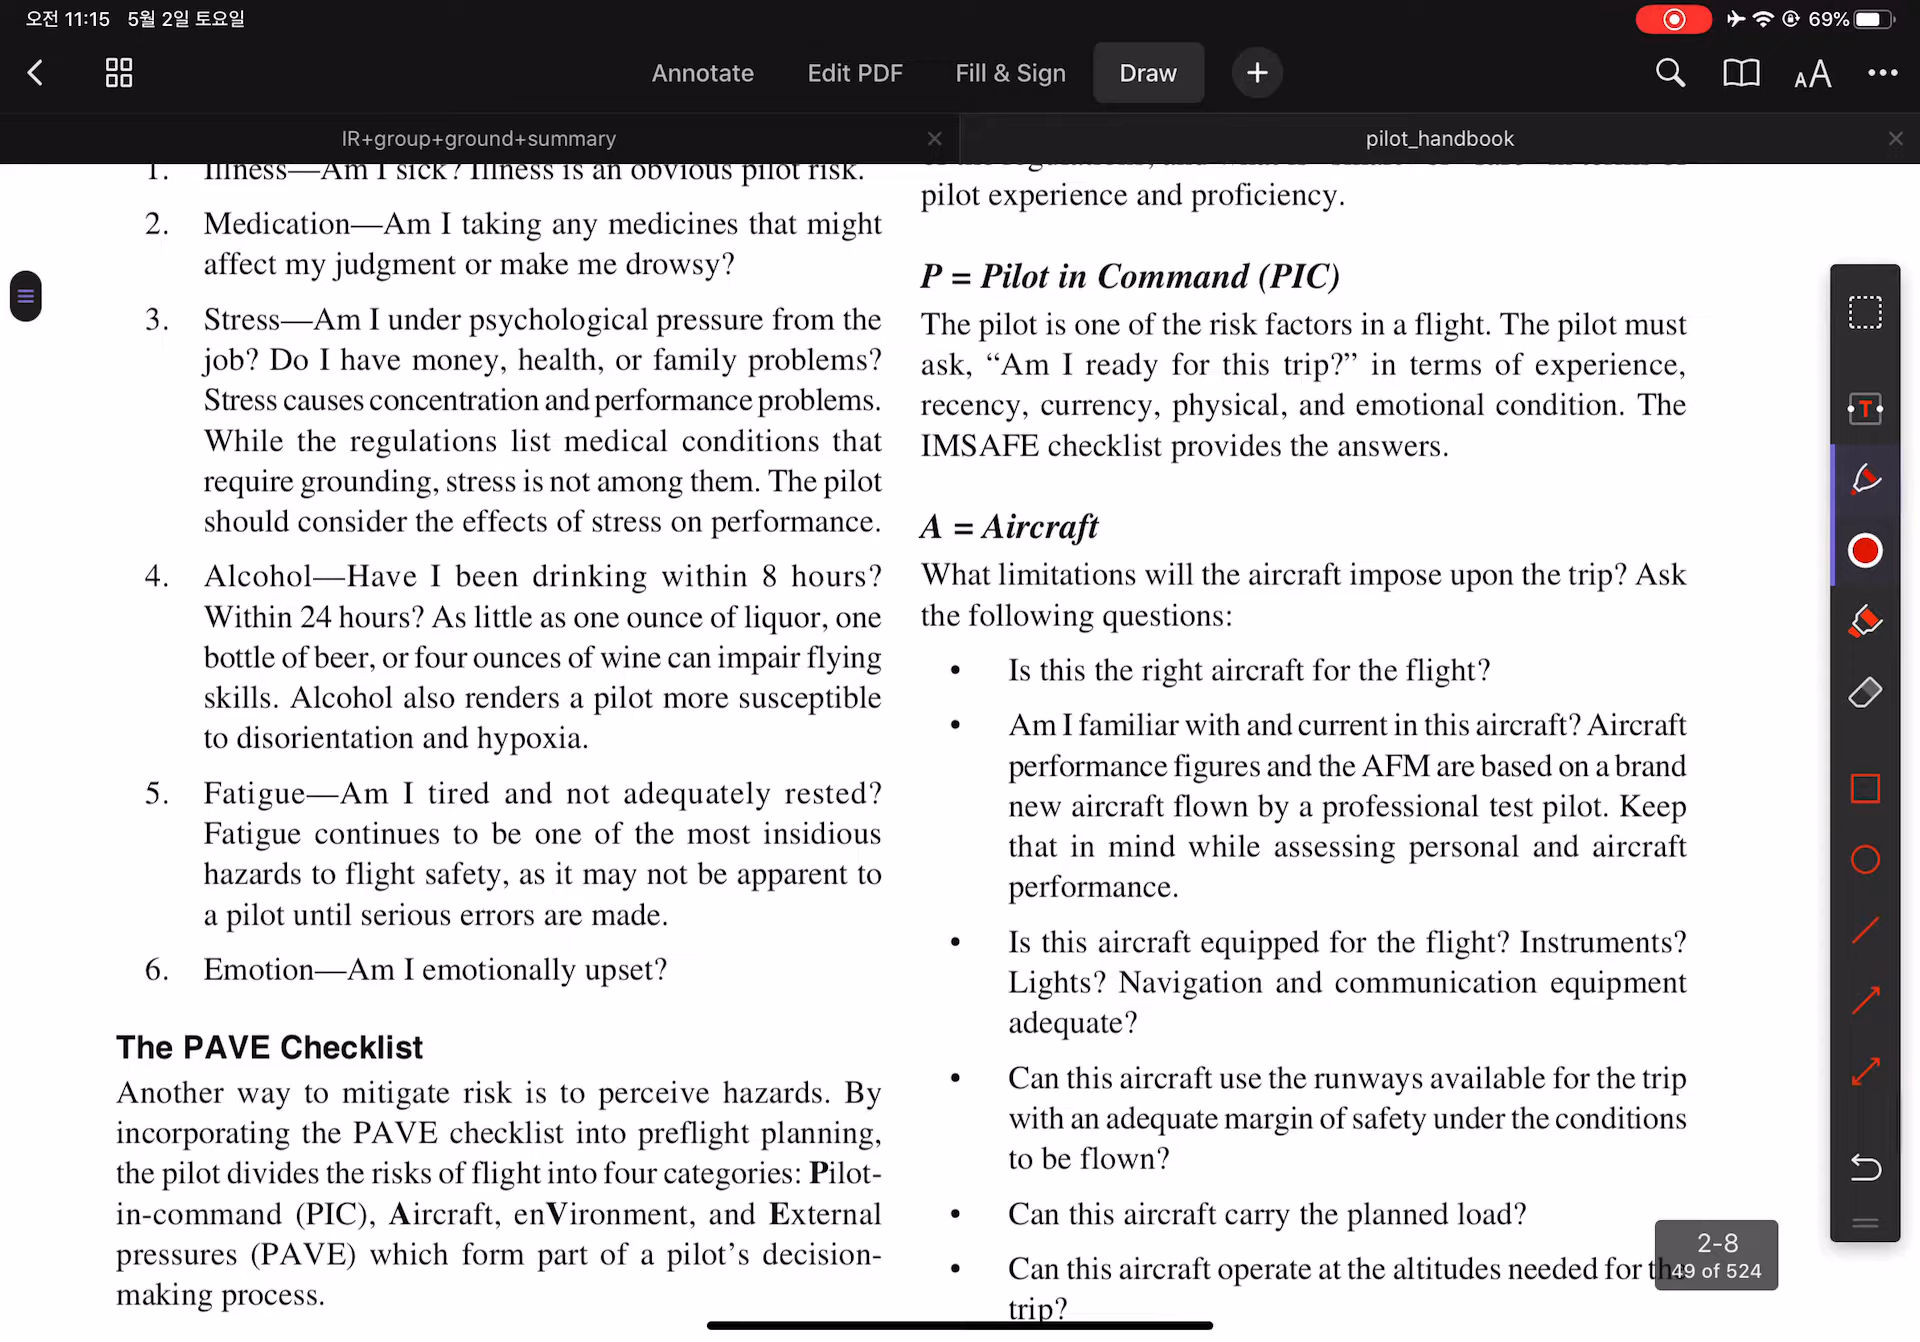 오전 11:15 5월 2일 토요일
69%
Annotate Edit PDF Fill & Sign Draw
AA
IR+group+ground+summary
pilot_handbook
1. Illness—Am I sick? Illness is an obvious pilot risk.
2. Medication—Am I taking any medicines that might
affect my judgment or make me drowsy?
3. Stress—Am I under psychological pressure from the
job? Do I have money, health, or family problems?
Stress causes concentration and performance problems.
While the regulations list medical conditions that
require grounding, stress is not among them. The pilot
should consider the effects of stress on performance.
4. Alcohol—Have I been drinking within 8 hours?
Within 24 hours? As little as one ounce of liquor, one
bottle of beer, or four ounces of wine can impair flying
skills. Alcohol also renders a pilot more susceptible
to disorientation and hypoxia.
5. Fatigue—Am I tired and not adequately rested?
Fatigue continues to be one of the most insidious
hazards to flight safety, as it may not be apparent to
a pilot until serious errors are made.
6. Emotion—Am I emotionally upset?
The PAVE Checklist
Another way to mitigate risk is to perceive hazards. By
incorporating the PAVE checklist into preflight planning,
the pilot divides the risks of flight into four categories: Pilot-
in-command (PIC), Aircraft, enVironment, and External
pressures (PAVE) which form part of a pilot's decision-
making process.
pilot experience and proficiency.
P = Pilot in Command (PIC)
The pilot is one of the risk factors in a flight. The pilot must
ask, “Am I ready for this trip?” in terms of experience,
recency, currency, physical, and emotional condition. The
IMSAFE checklist provides the answers.
A = Aircraft
What limitations will the aircraft impose upon the trip? Ask
the following questions:
• Is this the right aircraft for the flight?
• Am I familiar with and current in this aircraft? Aircraft
performance figures and the AFM are based on a brand
new aircraft flown by a professional test pilot. Keep
that in mind while assessing personal and aircraft
performance.
• Is this aircraft equipped for the flight? Instruments?
Lights? Navigation and communication equipment
adequate?
• Can this aircraft use the runways available for the trip
with an adequate margin of safety under the conditions
to be flown?
• Can this aircraft carry the planned load?
• Can this aircraft operate at the altitudes needed for
trip?
T
2-8
49 of 524